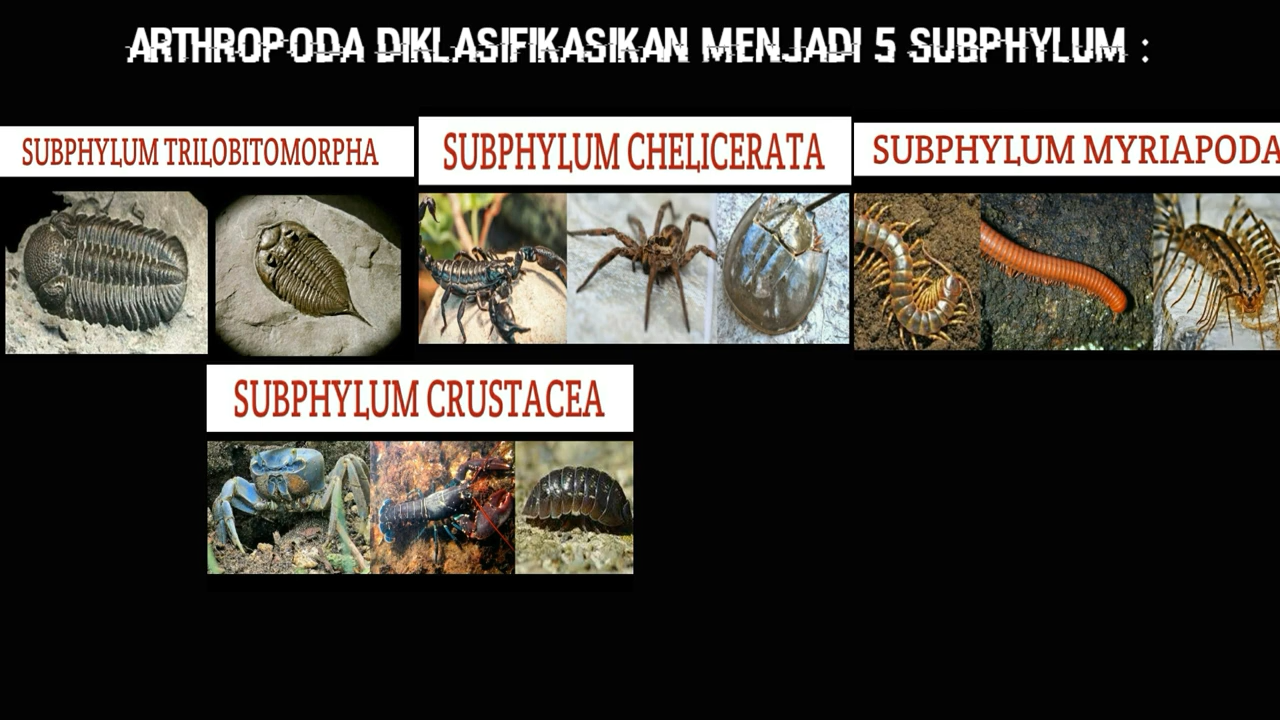 ARTHROPODA DIKLASIFIKASIKAN MENJADI 5 SUBPHYLUM :
SUBPHYLUM TRILOBITOMORPHA
SUBPHYLUM CHELICERATA
SUBPHYLUM MYRIAPODA
SUBPHYLUM CRUSTACEA